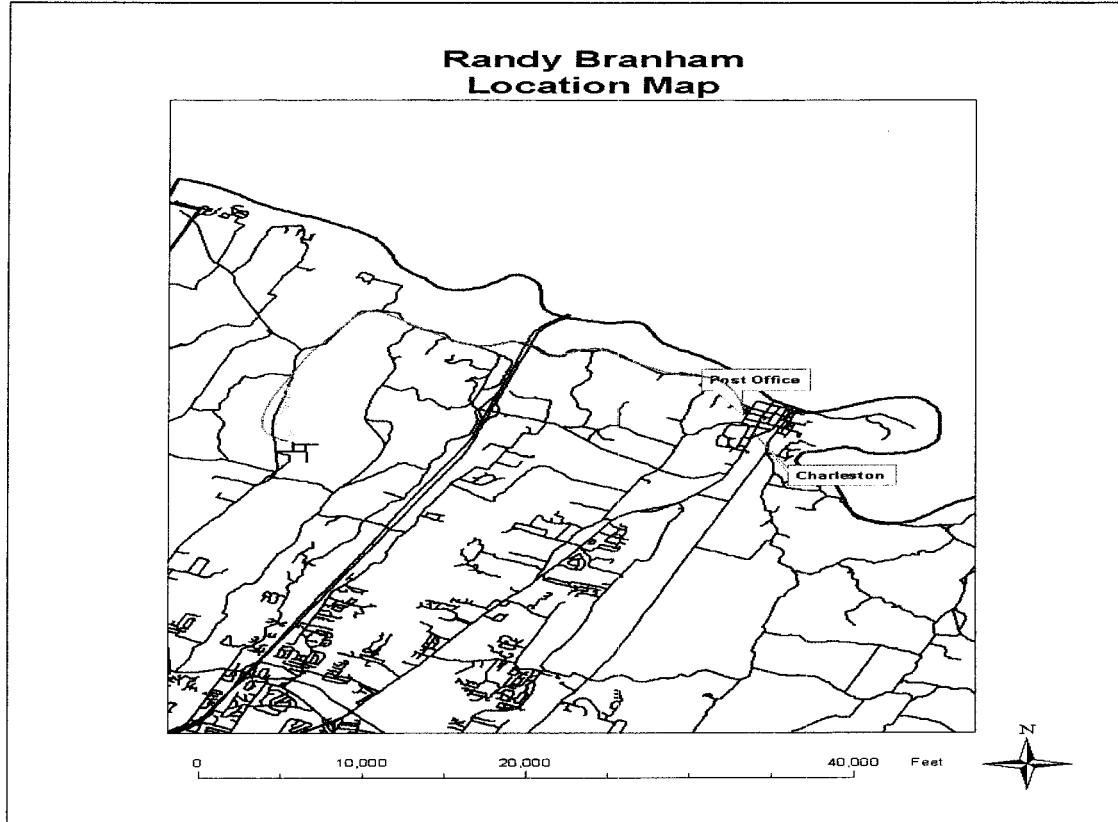 Randy Branham
Location Map
Post Office
Charleston
0 10,000 20,000 40,000 Feet
N